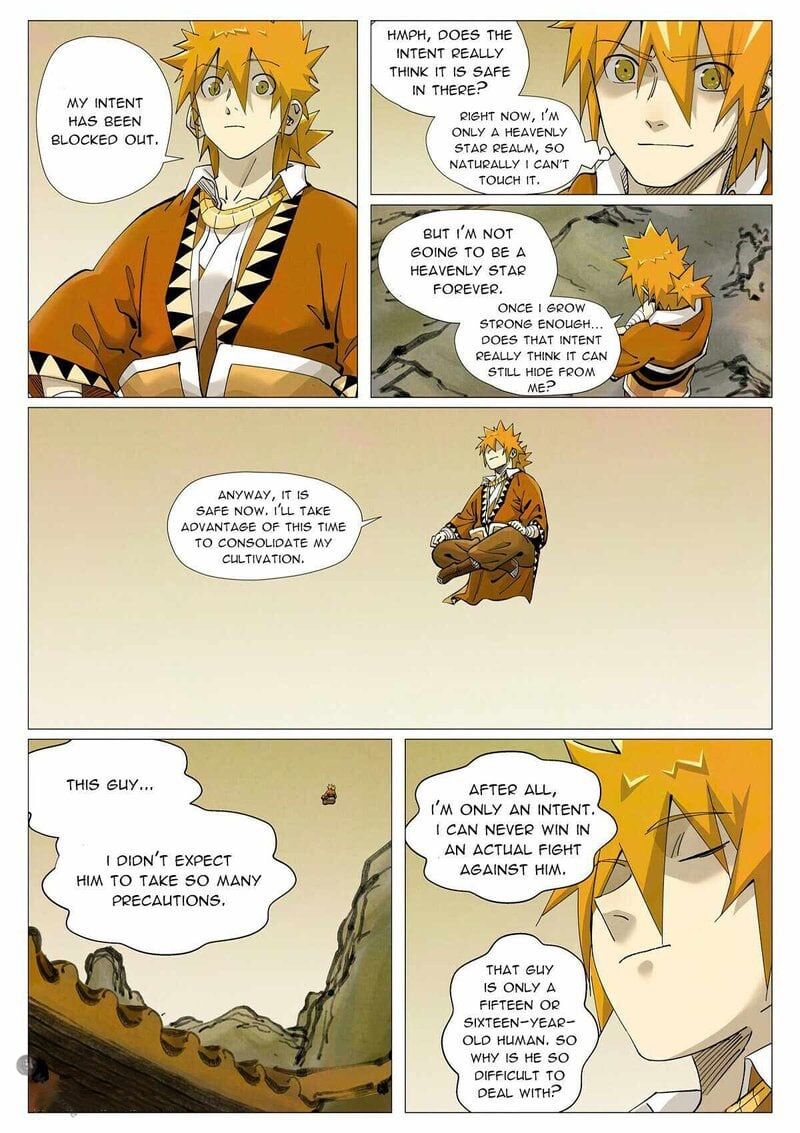 MY INTENT
HAS BEEN
BLOCKED OUT.
HMPH, DOES THE
INTENT REALLY
THINK IT IS SAFE
IN THERE?
RIGHT NOW, I'M
ONLY A HEAVENLY
STAR REALM, SO
NATURALLY I CAN'T
TOUCH IT.
BUT I'M NOT
GOING TO BE A
HEAVENLY STAR
FOREVER.
ONCE I GROW
STRONG ENOUGH...
DOES THAT INTENT
REALLY THINK IT CAN
STILL HIDE FROM
ME?
ANYWAY, IT IS
SAFE NOW. I'LL TAKE
ADVANTAGE OF THIS TIME
TO CONSOLIDATE MY
CULTIVATION.
THIS GUY...
I DIDN'T EXPECT
HIM TO TAKE SO MANY
PRECAUTIONS.
AFTER ALL,
I'M ONLY AN INTENT.
I CAN NEVER WIN IN
AN ACTUAL FIGHT
AGAINST HIM.
THAT GUY
IS ONLY A
FIFTEEN OR
SIXTEEN-YEAR-
OLD HUMAN. SO
WHY IS HE SO
DIFFICULT TO
DEAL WITH?